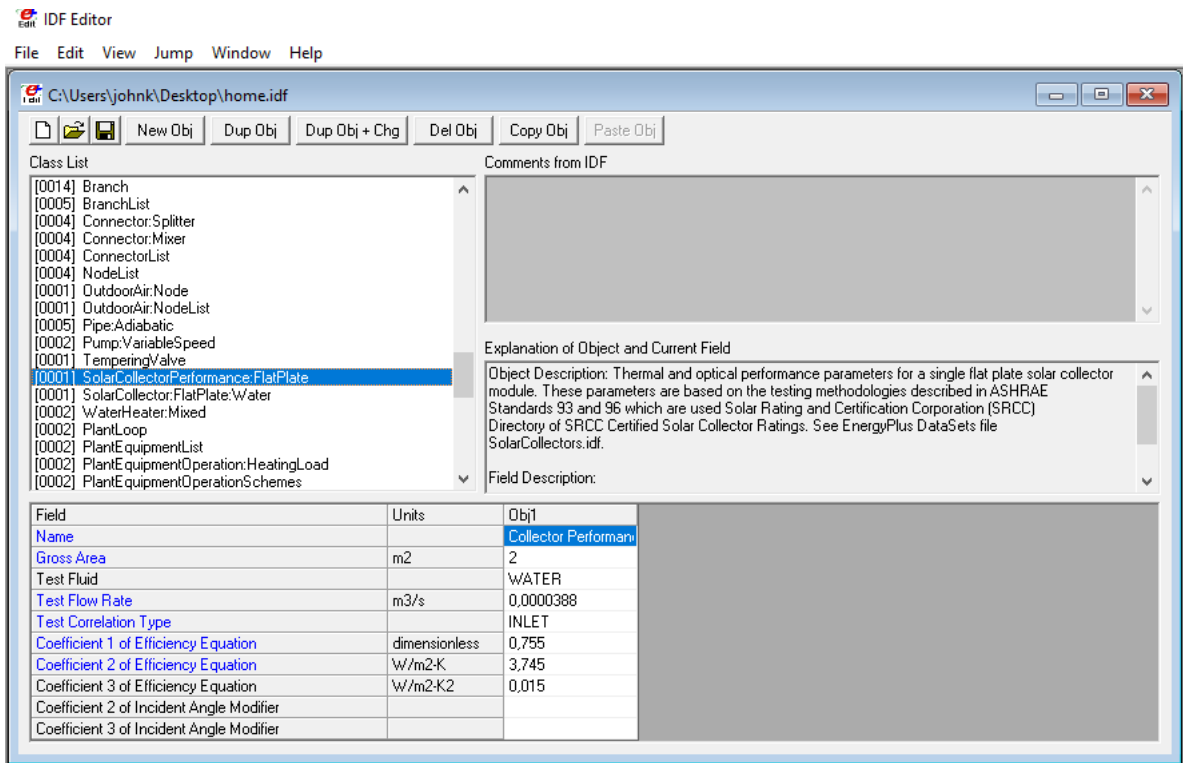 IDF Editor
File Edit View Jump Window Help
C:\Users\johnk\Desktop\home.idf
New Obj Dup Obj Dup Obj + Chg Del Obj Copy Obj Paste Obj
Class List
[0014] Branch
[0005] BranchList
[0004] Connector:Splitter
[0004] Connector:Mixer
[0004] ConnectorList
[0004] NodeList
[0001] OutdoorAir:Node
[0001] OutdoorAir:NodeList
[0005] Pipe:Adiabatic
[0002] Pump:VariableSpeed
[0001] TemperingValve
[0001] SolarCollectorPerformance:FlatPlate
[0001] SolarCollector:FlatPlate:Water
[0002] WaterHeater:Mixed
[0002] PlantLoop
[0002] PlantEquipmentList
[0002] PlantEquipmentOperation:HeatingLoad
[0002] PlantEquipmentOperationSchemes
Comments from IDF
Explanation of Object and Current Field
Object Description: Thermal and optical performance parameters for a single flat plate solar collector
module. These parameters are based on the testing methodologies described in ASHRAE
Standards 93 and 96 which are used Solar Rating and Certification Corporation (SRCC)
Directory of SRCC Certified Solar Collector Ratings. See EnergyPlus DataSets file
SolarCollectors.idf.
Field Description:
Field Units Obj1
Name Collector Performan
Gross Area m2 2
Test Fluid WATER
Test Flow Rate m3/s 0,0000388
Test Correlation Type INLET
Coefficient 1 of Efficiency Equation dimensionless 0,755
Coefficient 2 of Efficiency Equation W/m2-K 3,745
Coefficient 3 of Efficiency Equation W/m2-K2 0,015
Coefficient 2 of Incident Angle Modifier
Coefficient 3 of Incident Angle Modifier